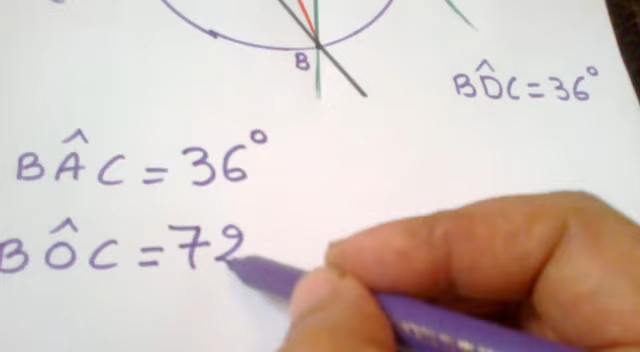 B
BD̂C = 36°
BÂC = 36°
BÔC = 72